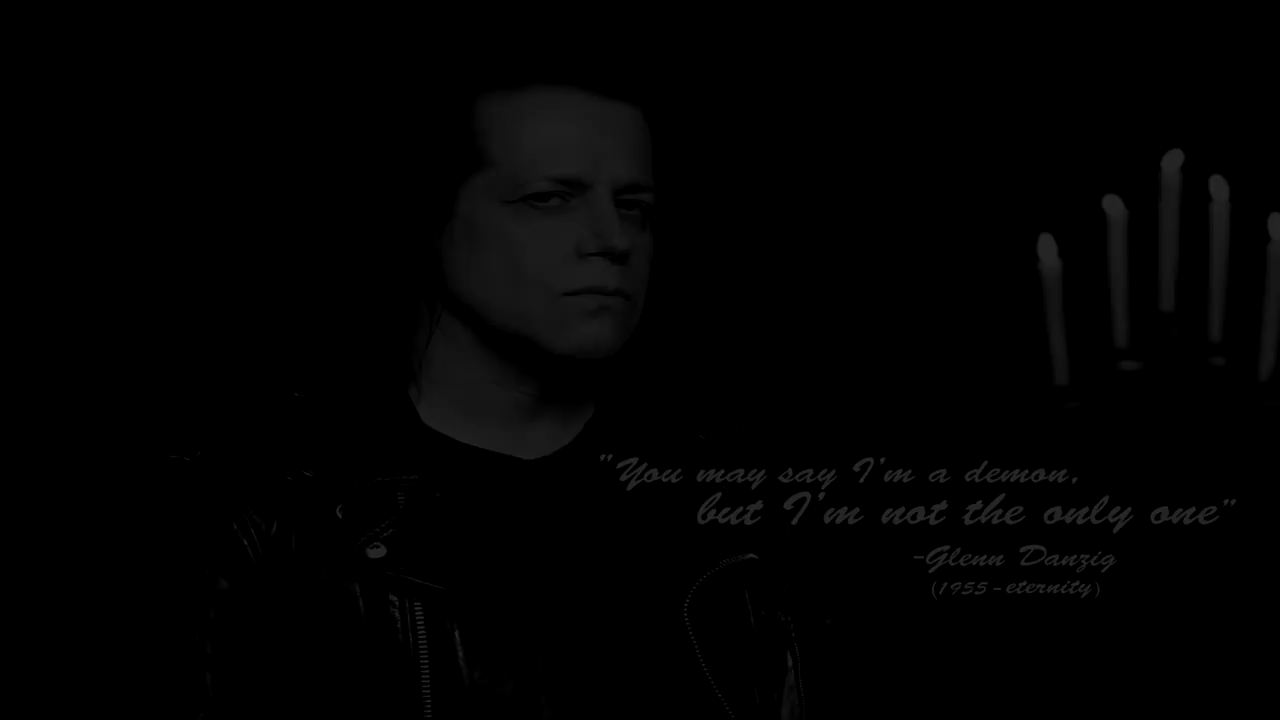 "You may say I'm a demon,
but I'm not the only one"
-Glenn Danzig
(1955-eternity)